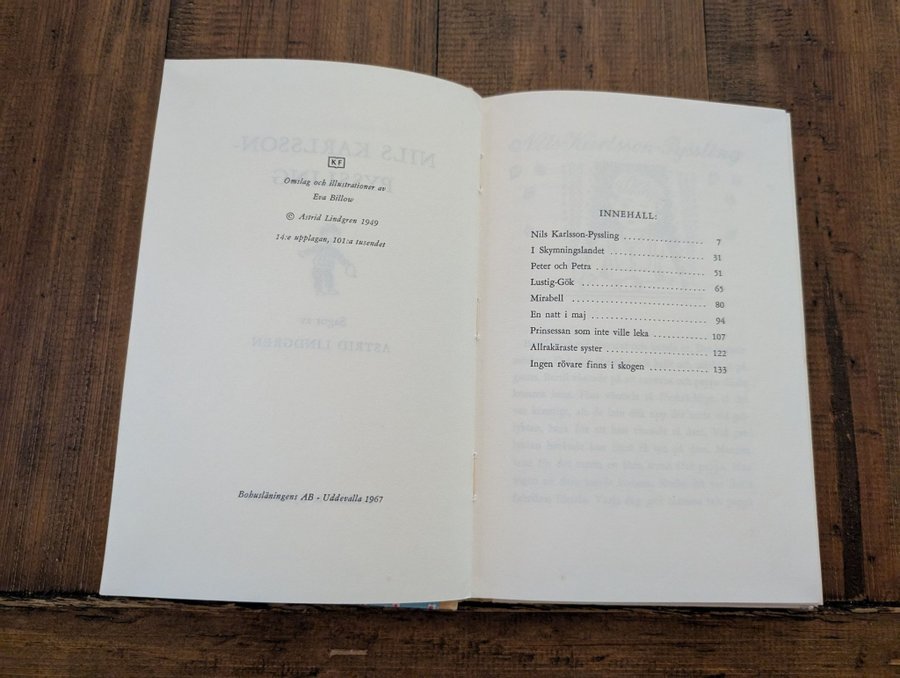 KF
Omslag och illustrationer av
Eva Billow
© Astrid Lindgren 1949
14:e upplagan, 101:a tusendet
Bohusläningens AB · Uddevalla 1967
INNEHÅLL:
Nils Karlsson-Pyssling .................... 7
I Skymningslandet .................... 31
Peter och Petra .................... 51
Lustig-Gök .................... 65
Mirabell .................... 80
En natt i maj .................... 94
Prinsessan som inte ville leka .................... 107
Allrakäraste syster .................... 122
Ingen rövare finns i skogen .................... 133